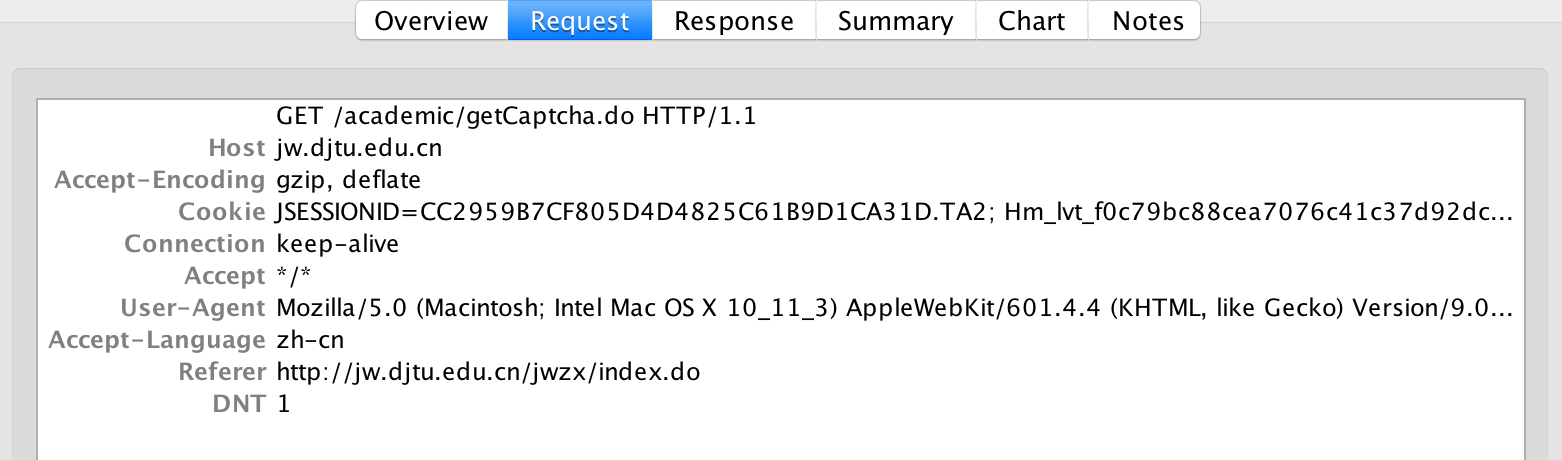 Overview Request Response Summary Chart Notes
GET /academic/getCaptcha.do HTTP/1.1
Host jw.djtu.edu.cn
Accept-Encoding gzip, deflate
Cookie JSESSIONID=CC2959B7CF805D4D4825C61B9D1CA31D.TA2; Hm_lvt_f0c79bc88cea7076c41c37d92dc...
Connection keep-alive
Accept */*
User-Agent Mozilla/5.0 (Macintosh; Intel Mac OS X 10_11_3) AppleWebKit/601.4.4 (KHTML, like Gecko) Version/9.0...
Accept-Language zh-cn
Referer http://jw.djtu.edu.cn/jwzx/index.do
DNT 1